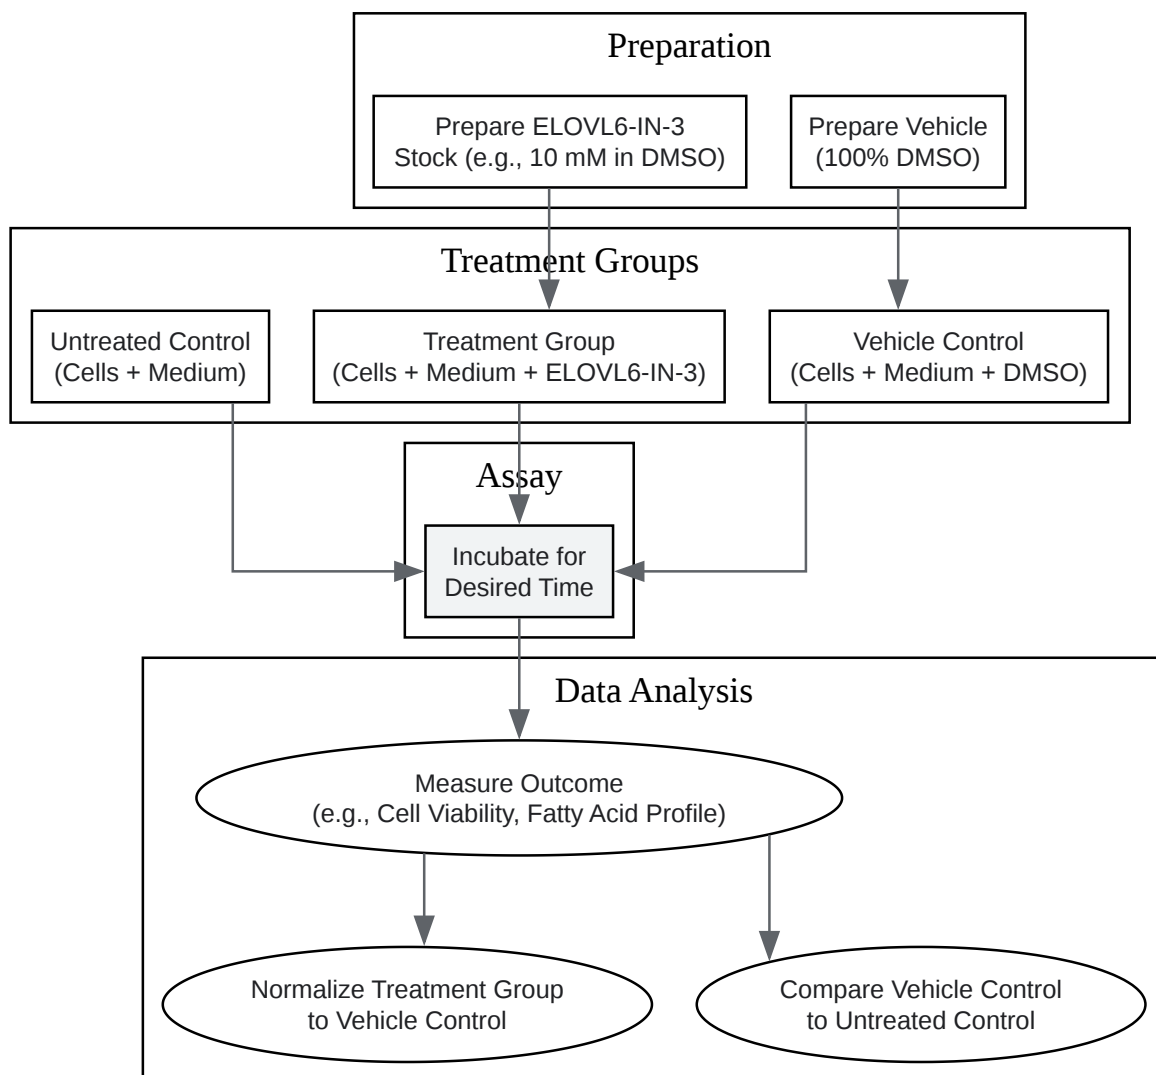 Preparation
Prepare ELOVL6-IN-3
Stock (e.g., 10 mM in DMSO)
Prepare Vehicle
(100% DMSO)
Treatment Groups
Untreated Control
(Cells + Medium)
Treatment Group
(Cells + Medium + ELOVL6-IN-3)
Vehicle Control
(Cells + Medium + DMSO)
Assay
Incubate for
Desired Time
Data Analysis
Measure Outcome
(e.g., Cell Viability, Fatty Acid Profile)
Normalize Treatment Group
to Vehicle Control
Compare Vehicle Control
to Untreated Control